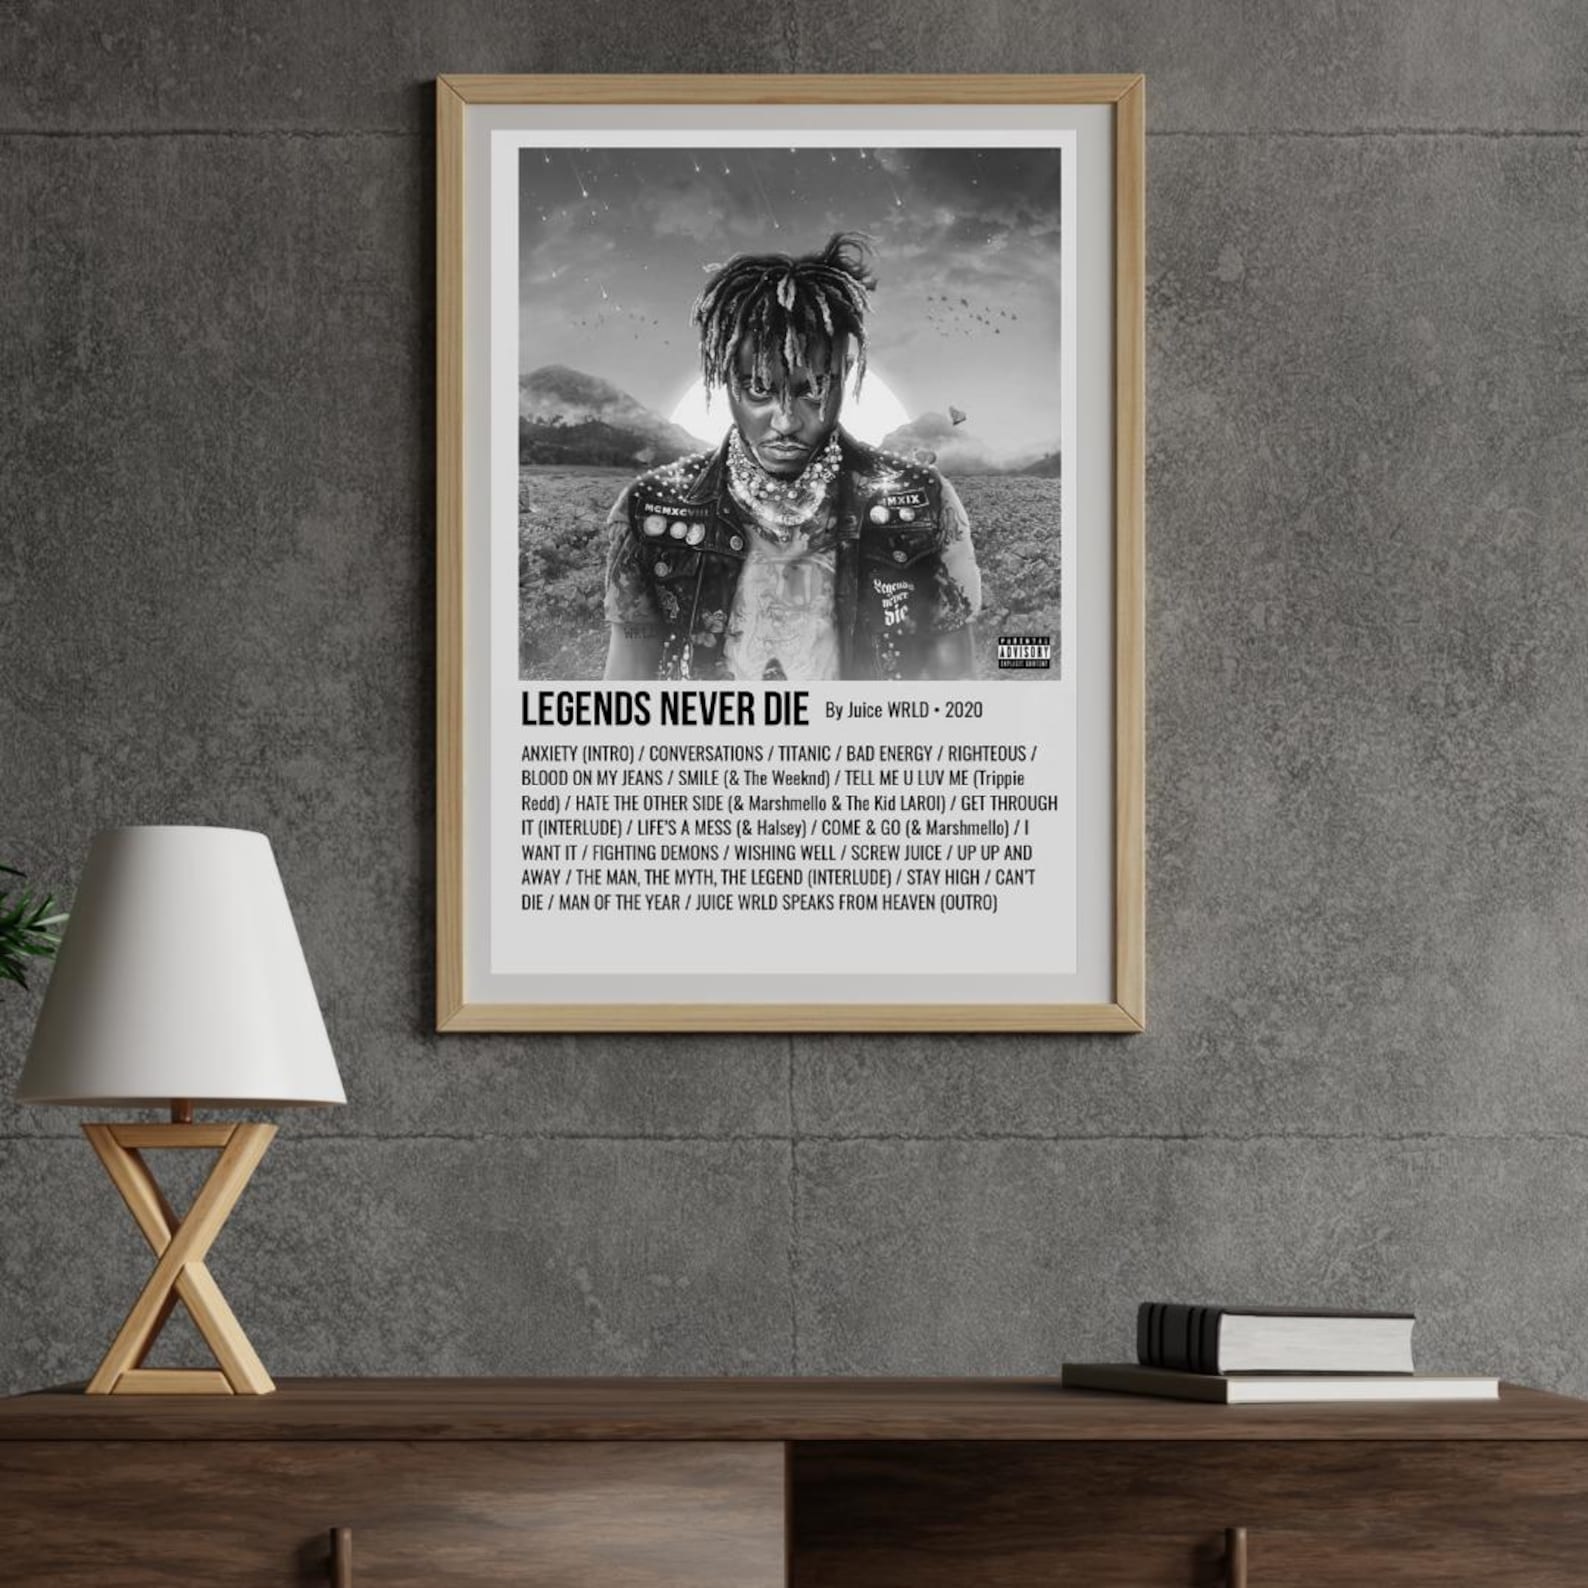 MCMXCVIII
MMXIX
Legends
never
die
PARENTAL
ADVISORY
EXPLICIT CONTENT
LEGENDS NEVER DIE By Juice WRLD • 2020
ANXIETY (INTRO) / CONVERSATIONS / TITANIC / BAD ENERGY / RIGHTEOUS /
BLOOD ON MY JEANS / SMILE (& The Weeknd) / TELL ME U LUV ME (Trippie
Redd) / HATE THE OTHER SIDE (& Marshmello & The Kid LAROI) / GET THROUGH
IT (INTERLUDE) / LIFE'S A MESS (& Halsey) / COME & GO (& Marshmello) / I
WANT IT / FIGHTING DEMONS / WISHING WELL / SCREW JUICE / UP UP AND
AWAY / THE MAN, THE MYTH, THE LEGEND (INTERLUDE) / STAY HIGH / CAN'T
DIE / MAN OF THE YEAR / JUICE WRLD SPEAKS FROM HEAVEN (OUTRO)